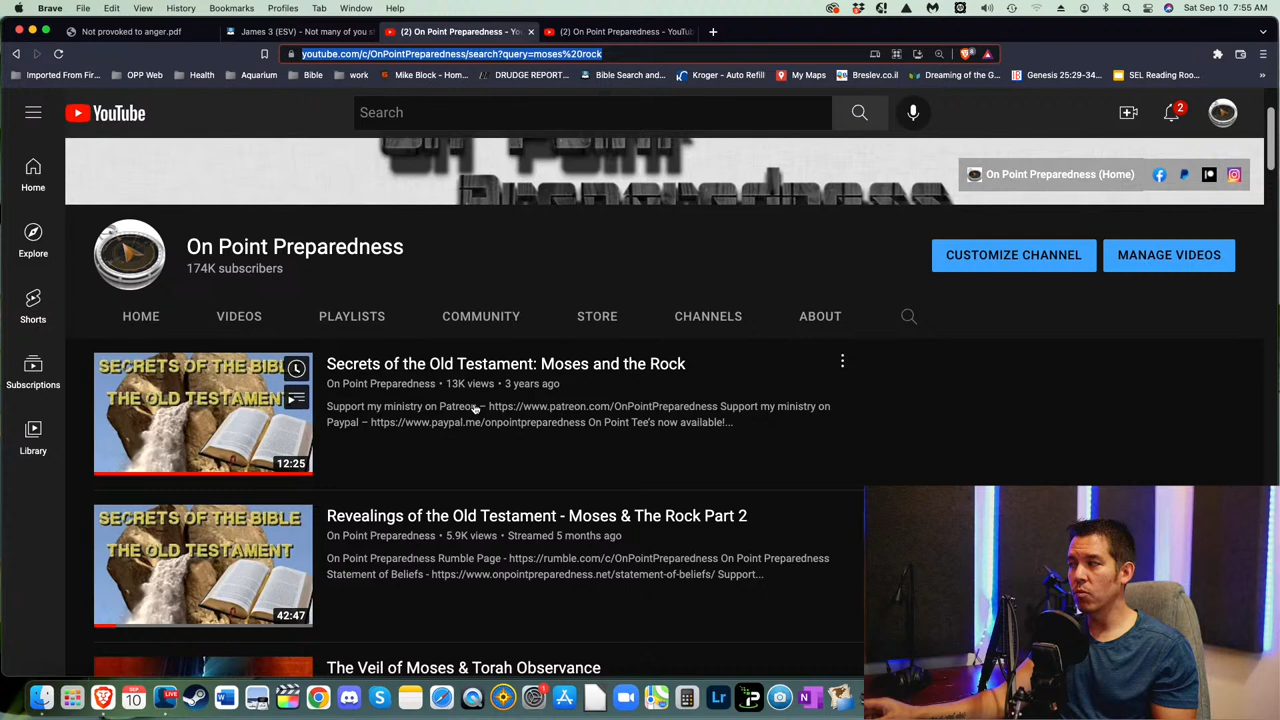 Brave File Edit View History Bookmarks Profiles Tab Window Help Sat Sep 10 7:55 AM
Not provoked to anger.pdf James 3 (ESV) - Not many of you s (2) On Point Preparedness - YouT (2) On Point Preparedness - YouTu
youtube.com/c/OnPointPreparedness/search?query=moses%20rock
Imported From Fir... OPP Web Health Aquarium Bible work Mike Block - Hom... DRUDGE REPORT... Bible Search and... Kroger - Auto Refill My Maps Breslev.co.il Dreaming of the G... Genesis 25:29-34... SEL Reading Roo...
YouTube Search 2
On Point Preparedness (Home)
Home
Explore
Shorts
Subscriptions
Library
On Point Preparedness
174K subscribers
CUSTOMIZE CHANNEL MANAGE VIDEOS
HOME VIDEOS PLAYLISTS COMMUNITY STORE CHANNELS ABOUT
SECRETS OF THE BIBLE
THE OLD TESTAMENT
12:25
Secrets of the Old Testament: Moses and the Rock
On Point Preparedness • 13K views • 3 years ago
Support my ministry on Patreon – https://www.patreon.com/OnPointPreparedness Support my ministry on
Paypal – https://www.paypal.me/onpointpreparedness On Point Tee's now available!...
SECRETS OF THE BIBLE
THE OLD TESTAMENT
42:47
Revealings of the Old Testament - Moses & The Rock Part 2
On Point Preparedness • 5.9K views • Streamed 5 months ago
On Point Preparedness Rumble Page - https://rumble.com/c/OnPointPreparedness On Point Preparedness
Statement of Beliefs - https://www.onpointpreparedness.net/statement-of-beliefs/ Support...
The Veil of Moses & Torah Observance